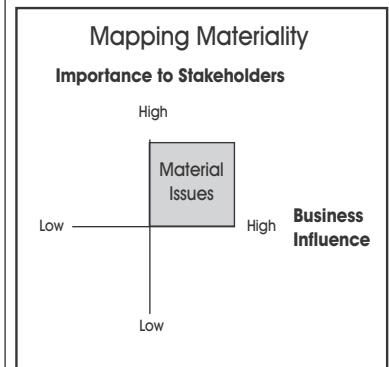 Mapping Materiality
Importance to Stakeholders
High
Material
Issues
Low
High
Business
Influence
Low